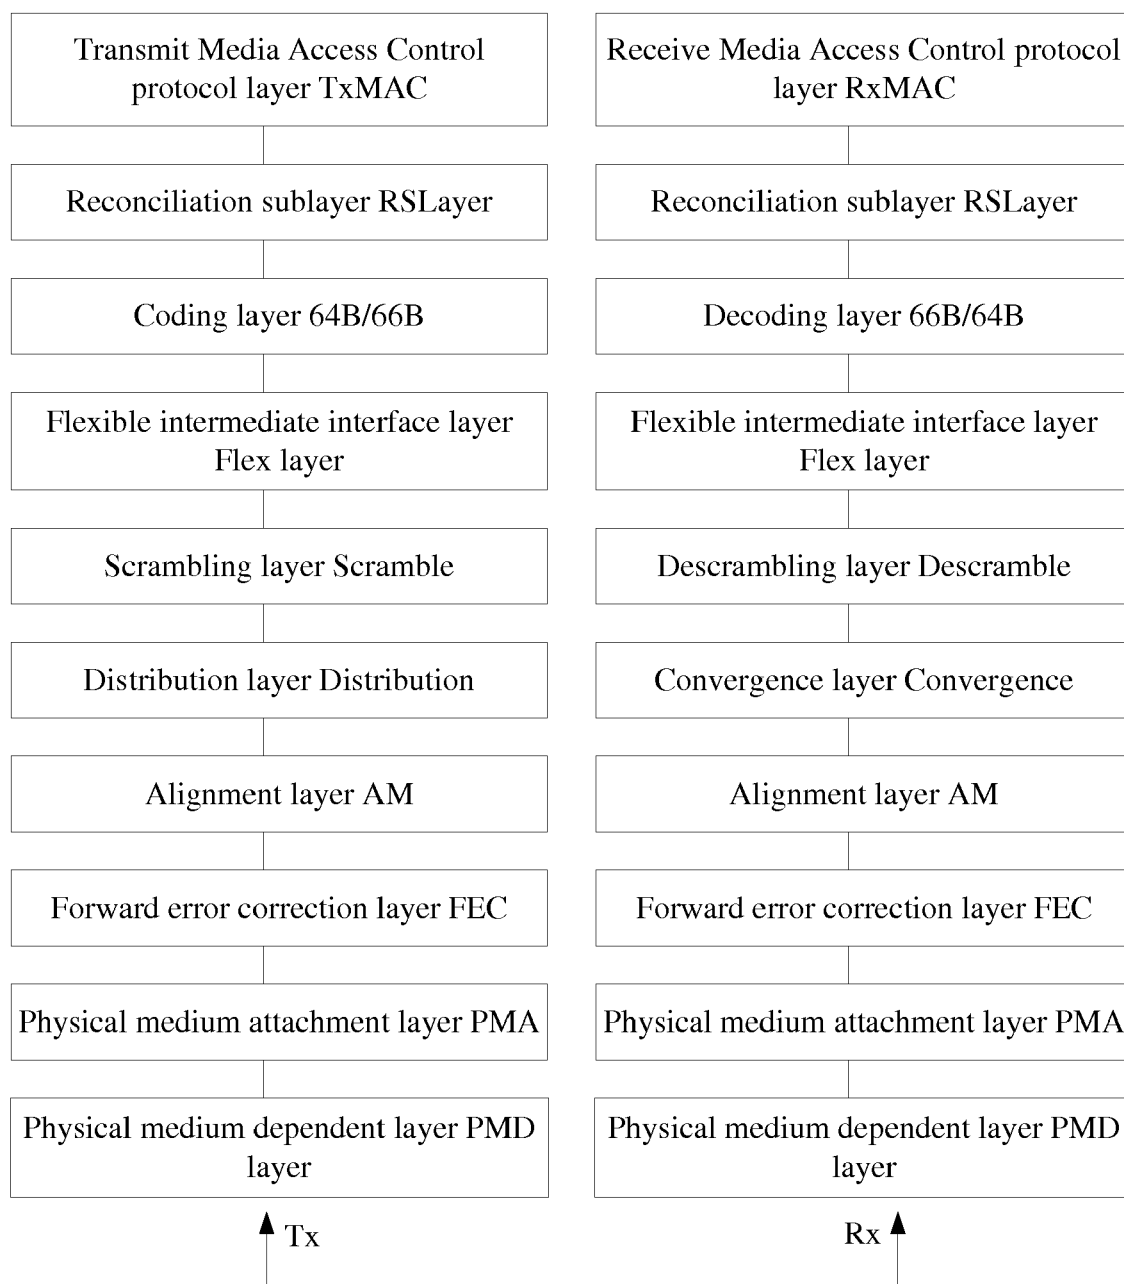 Transmit Media Access Control
protocol layer TxMAC
Reconciliation sublayer RSLayer
Coding layer 64B/66B
Flexible intermediate interface layer
Flex layer
Scrambling layer Scramble
Distribution layer Distribution
Alignment layer AM
Forward error correction layer FEC
Physical medium attachment layer PMA
Physical medium dependent layer PMD
layer
Tx
Receive Media Access Control protocol
layer RxMAC
Reconciliation sublayer RSLayer
Decoding layer 66B/64B
Flexible intermediate interface layer
Flex layer
Descrambling layer Descramble
Convergence layer Convergence
Alignment layer AM
Forward error correction layer FEC
Physical medium attachment layer PMA
Physical medium dependent layer PMD
layer
Rx